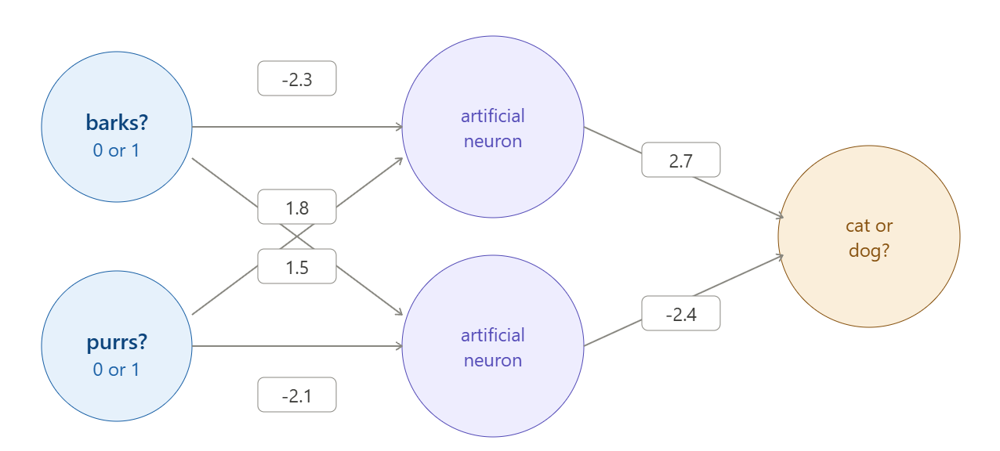 barks?
0 or 1
-2.3
artificial
neuron
1.8
2.7
1.5
cat or
dog?
purrs?
0 or 1
-2.1
artificial
neuron
-2.4